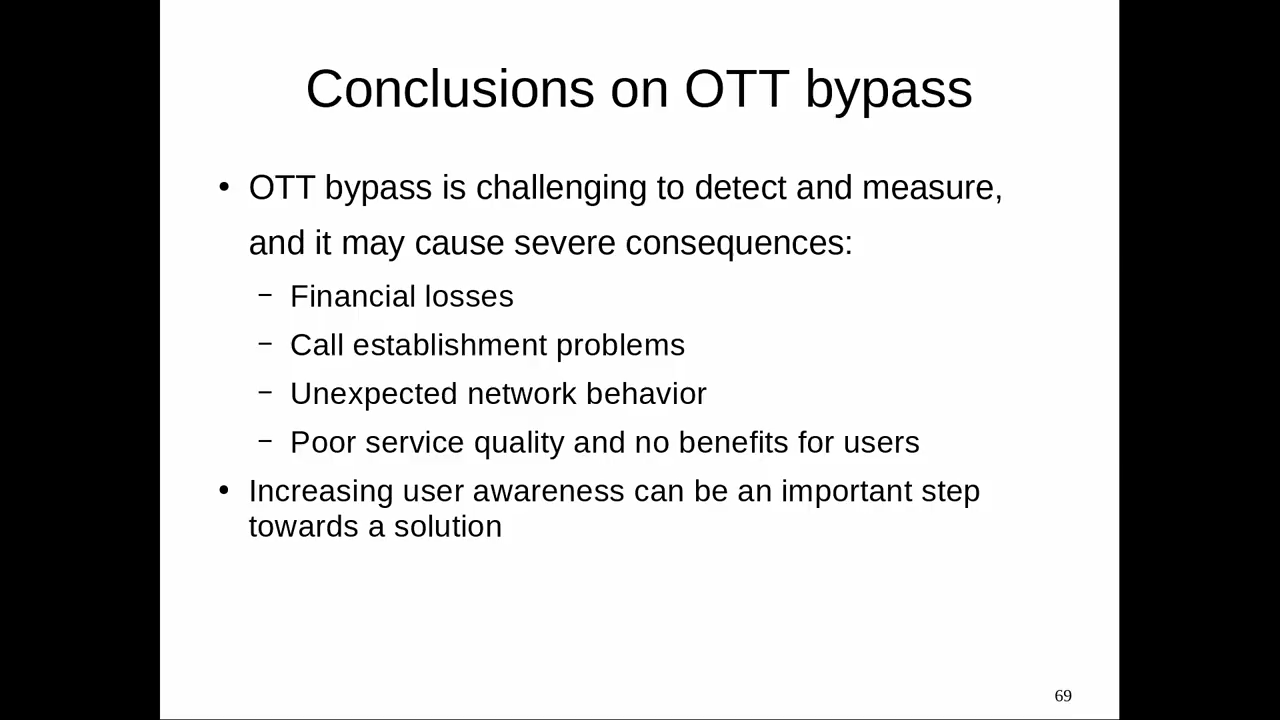 Conclusions on OTT bypass
• OTT bypass is challenging to detect and measure,
and it may cause severe consequences:
– Financial losses
– Call establishment problems
– Unexpected network behavior
– Poor service quality and no benefits for users
• Increasing user awareness can be an important step
towards a solution
69